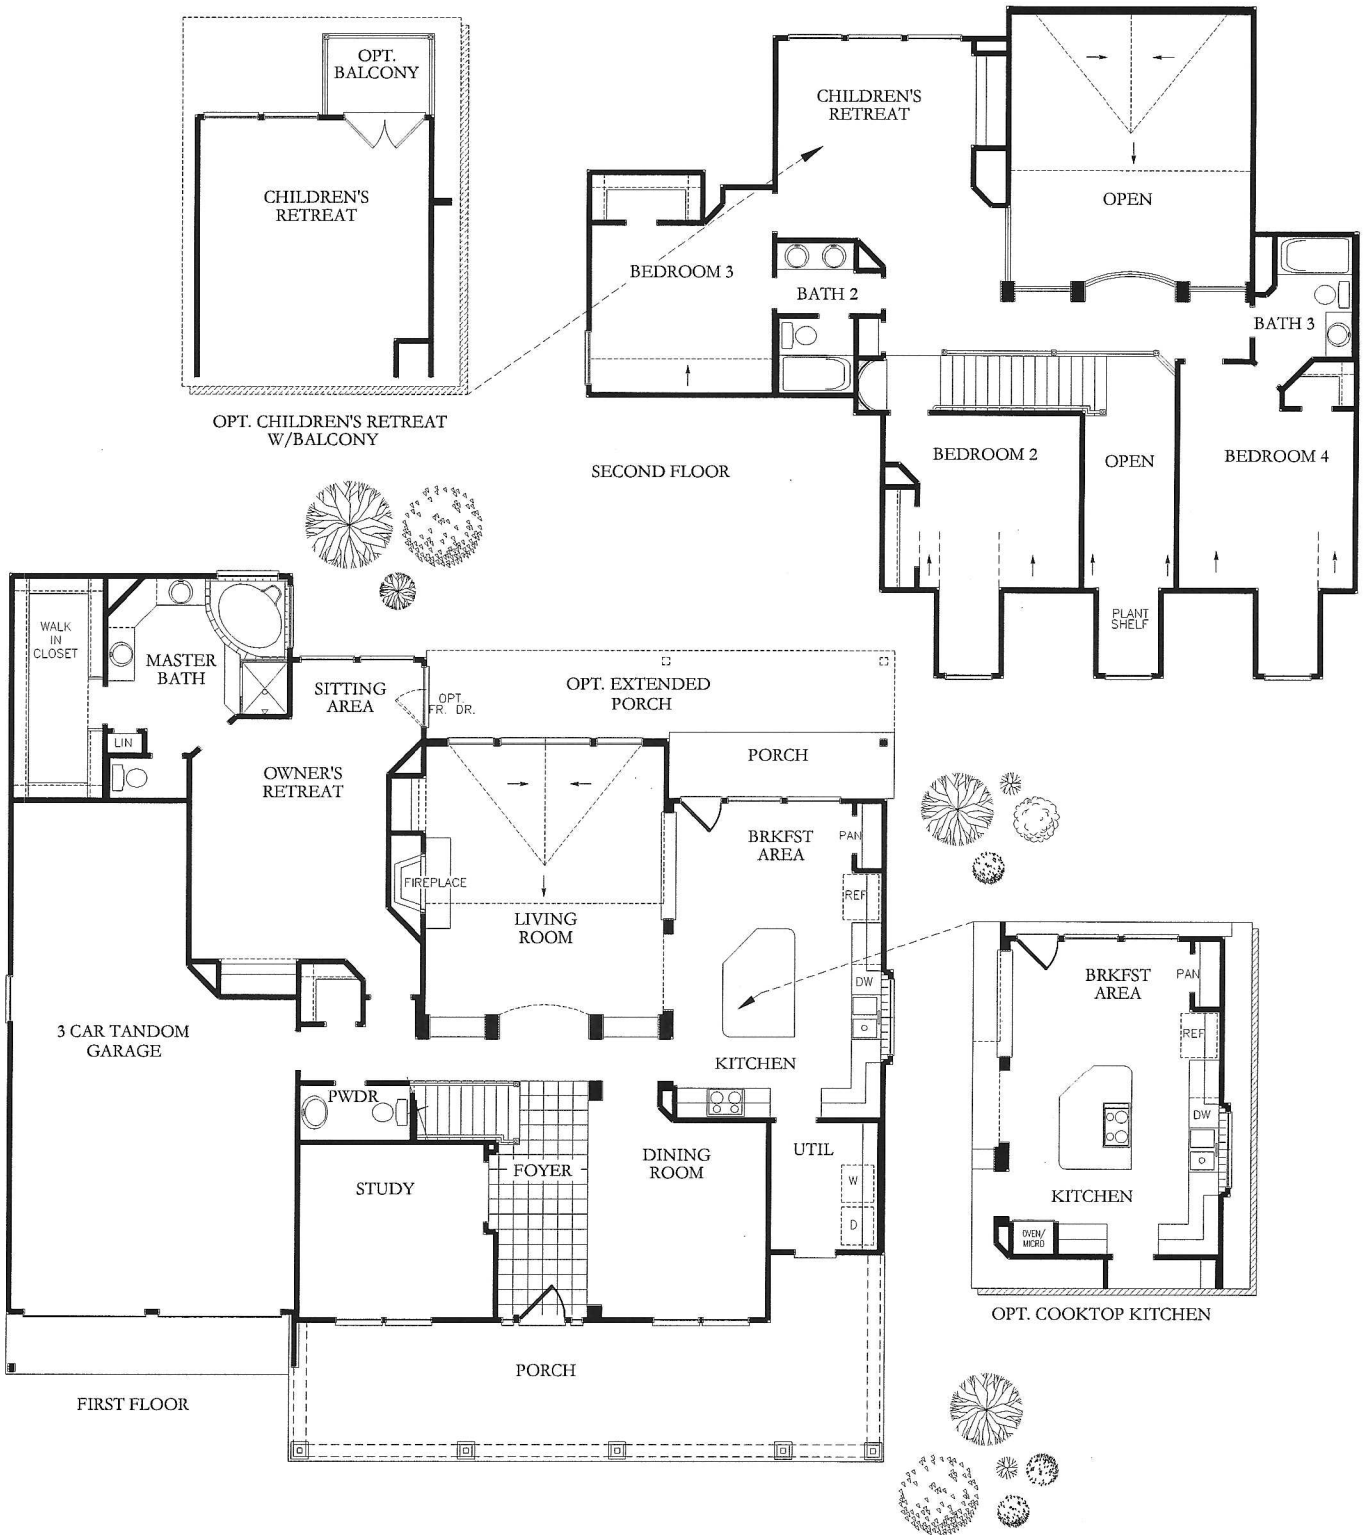 OPT.
BALCONY
CHILDREN'S
RETREAT
OPT. CHILDREN'S RETREAT
W/BALCONY
CHILDREN'S
RETREAT
OPEN
BEDROOM 3
BATH 2
BATH 3
BEDROOM 2
OPEN
BEDROOM 4
PLANT
SHELF
SECOND FLOOR
WALK
IN
CLOSET
MASTER
BATH
LIN
SITTING
AREA
OPT.
FR. DR.
OPT. EXTENDED
PORCH
PORCH
OWNER'S
RETREAT
FIREPLACE
LIVING
ROOM
BRKFST
AREA
PAN
REF
DW
KITCHEN
3 CAR TANDOM
GARAGE
PWDR
STUDY
FOYER
DINING
ROOM
UTIL
W
D
PORCH
FIRST FLOOR
BRKFST
AREA
PAN
REF
DW
KITCHEN
OVEN/
MICRO
OPT. COOKTOP KITCHEN